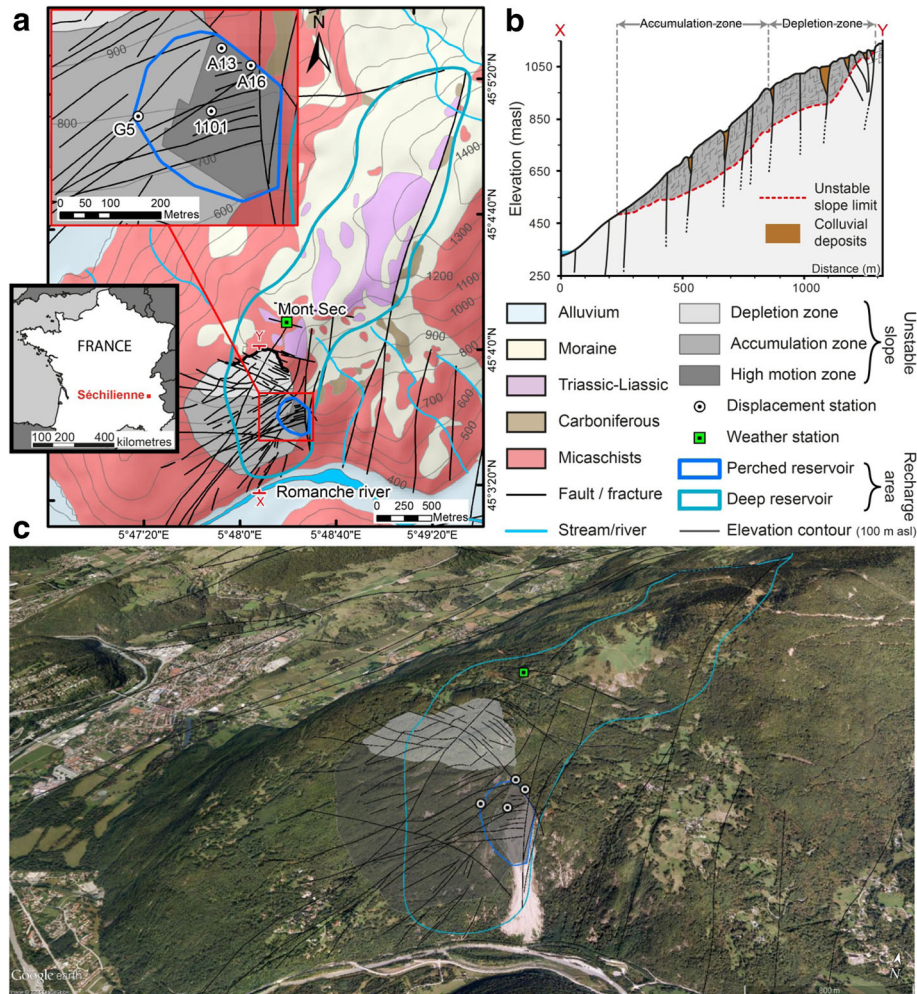 a
N
900
A13
A16
G5
800
1101
700
600
0 50 100 200
Metres
45°5'20"N
1400
45°4'40"N
1300
1200
1000
Mont-Sec
900
800
Y
45°4'0"N
700
600
500
400
FRANCE
Séchilienne
100 200 400 kilometres
X
Romanche river
45°3'20"N
0 250 500
Metres
5°47'20"E
5°48'0"E
5°48'40"E
5°49'20"E
b
X
Accumulation zone
Depletion zone
Y
Elevation (masl)
1050
850
650
450
250
Unstable slope limit
Colluvial deposits
0
500
1000
Distance (m)
Alluvium
Moraine
Triassic-Liassic
Carboniferous
Micaschists
Fault / fracture
Stream/river
Depletion zone
Accumulation zone
High motion zone
Unstable slope
Displacement station
Weather station
Perched reservoir
Deep reservoir
Recharge area
Elevation contour (100 m asl)
c
Google earth
N
800 m